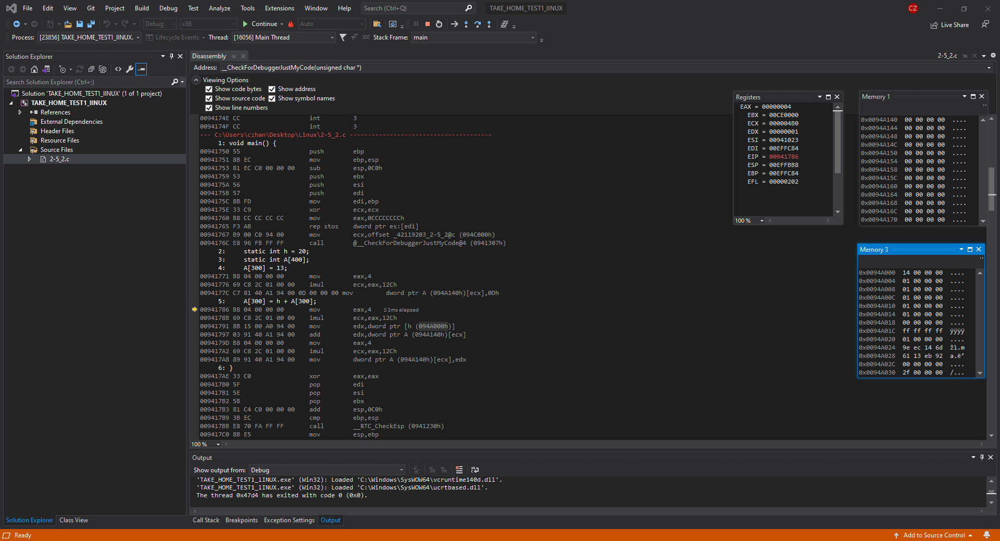 File Edit View Git Project Build Debug Test Analyze Tools Extensions Window Help Search (Ctrl+Q) TAKE_HOME_TEST1_lINUX CZ
Debug x86 Continue Auto Live Share
Process: [23856] TAKE_HOME_TEST1_lINUX. Lifecycle Events Thread: [16056] Main Thread Stack Frame: main
Solution Explorer
Search Solution Explorer (Ctrl+;)
Solution 'TAKE_HOME_TEST1_lINUX' (1 of 1 project)
TAKE_HOME_TEST1_lINUX
References
External Dependencies
Header Files
Resource Files
Source Files
2-5_2.c
Solution Explorer Class View
Disassembly 2-5_2.c
Address: __CheckForDebuggerJustMyCode(unsigned char *)
Viewing Options
Show code bytes Show address
Show source code Show symbol names
Show line numbers
0094174E CC int 3
0094174F CC int 3
--- C:\Users\czhan\Desktop\Linux\2-5_2.c ---------------------------------------
1: void main() {
00941750 55 push ebp
00941751 8B EC mov ebp,esp
00941753 81 EC C0 00 00 00 sub esp,0C0h
00941759 53 push ebx
0094175A 56 push esi
0094175B 57 push edi
0094175C 8B FD mov edi,ebp
0094175E 33 C9 xor ecx,ecx
00941760 B8 CC CC CC CC mov eax,0CCCCCCCCh
00941765 F3 AB rep stos dword ptr es:[edi]
00941767 B9 00 C0 94 00 mov ecx,offset _42119203_2-5_2@c (094C000h)
0094176C E8 96 FB FF FF call @__CheckForDebuggerJustMyCode@4 (0941307h)
2: static int h = 20;
3: static int A[400];
4: A[300] = 13;
00941771 B8 04 00 00 00 mov eax,4
00941776 69 C8 2C 01 00 00 imul ecx,eax,12Ch
0094177C C7 81 40 A1 94 00 0D 00 00 00 mov dword ptr A (094A140h)[ecx],0Dh
5: A[300] = h + A[300];
00941786 B8 04 00 00 00 mov eax,4 ≤1ms elapsed
0094178B 69 C8 2C 01 00 00 imul ecx,eax,12Ch
00941791 8B 15 00 A0 94 00 mov edx,dword ptr [h (094A000h)]
00941797 03 91 40 A1 94 00 add edx,dword ptr A (094A140h)[ecx]
0094179D B8 04 00 00 00 mov eax,4
009417A2 69 C8 2C 01 00 00 imul ecx,eax,12Ch
009417A8 89 91 40 A1 94 00 mov dword ptr A (094A140h)[ecx],edx
6: }
009417AE 33 C0 xor eax,eax
009417B0 5F pop edi
009417B1 5E pop esi
009417B2 5B pop ebx
009417B3 81 C4 C0 00 00 00 add esp,0C0h
009417B9 3B EC cmp ebp,esp
009417BB E8 70 FA FF FF call __RTC_CheckEsp (0941230h)
009417C0 8B E5 mov esp,ebp
100 %
Registers
EAX = 00000004
EBX = 00CE0000
ECX = 000004B0
EDX = 00000001
ESI = 00941023
EDI = 00EFFC84
EIP = 00941786
ESP = 00EFFBB8
EBP = 00EFFC84
EFL = 00000202
100 %
Memory 1
0x0094A140 00 00 00 00 ....
0x0094A144 00 00 00 00 ....
0x0094A148 00 00 00 00 ....
0x0094A14C 00 00 00 00 ....
0x0094A150 00 00 00 00 ....
0x0094A154 00 00 00 00 ....
0x0094A158 00 00 00 00 ....
0x0094A15C 00 00 00 00 ....
0x0094A160 00 00 00 00 ....
0x0094A164 00 00 00 00 ....
0x0094A168 00 00 00 00 ....
0x0094A16C 00 00 00 00 ....
0x0094A170 00 00 00 00 ....
Memory 3
0x0094A000 14 00 00 00 ....
0x0094A004 01 00 00 00 ....
0x0094A008 01 00 00 00 ....
0x0094A00C 01 00 00 00 ....
0x0094A010 01 00 00 00 ....
0x0094A014 01 00 00 00 ....
0x0094A018 00 00 00 00 ....
0x0094A01C ff ff ff ff ÿÿÿÿ
0x0094A020 01 00 00 00 ....
0x0094A024 9e ec 14 6d žì.m
0x0094A028 61 13 eb 92 a.ë’
0x0094A02C 00 00 00 00 ....
0x0094A030 2f 00 00 00 /...
Output
Show output from: Debug
'TAKE_HOME_TEST1_lINUX.exe' (Win32): Loaded 'C:\Windows\SysWOW64\vcruntime140d.dll'.
'TAKE_HOME_TEST1_lINUX.exe' (Win32): Loaded 'C:\Windows\SysWOW64\ucrtbased.dll'.
The thread 0x47d4 has exited with code 0 (0x0).
Call Stack Breakpoints Exception Settings Output
Ready Add to Source Control